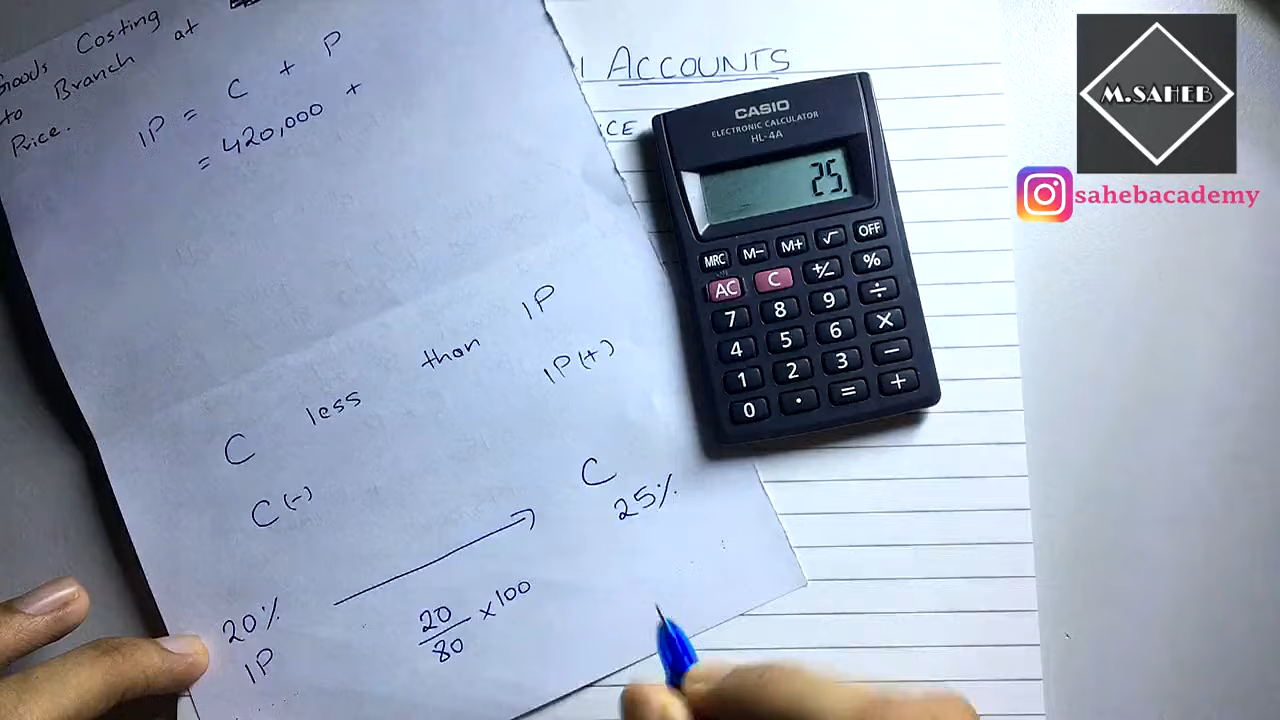 Goods Costing
to Branch at
Price.
IP = C + P
= 420,000 +
C less than IP
C (-) IP (+)
20% IP → C 25%
20/80 × 100
ACCOUNTS
CASIO
ELECTRONIC CALCULATOR
HL-4A
25.
MRC M− M+ √ OFF
AC C +/− %
7 8 9 ÷
4 5 6 ×
1 2 3 −
0 · = +
M.SAHEB
sahebacademy